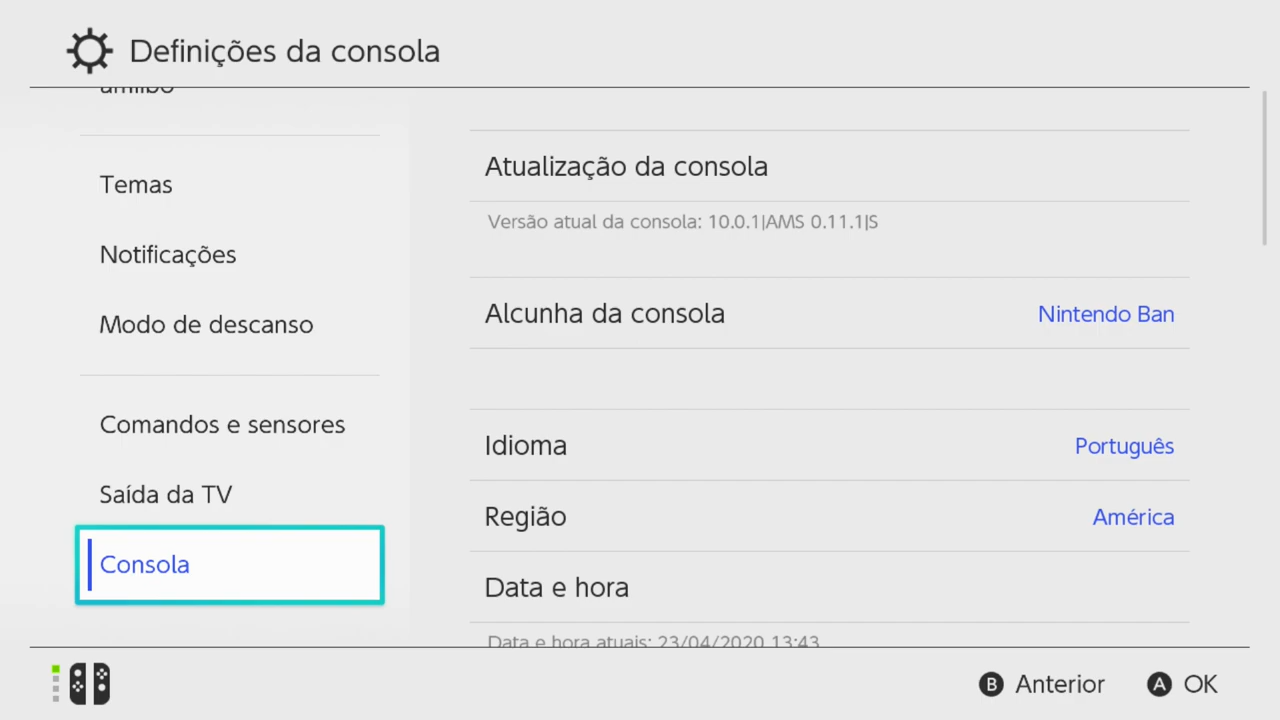 Definições da consola
amiibo
Temas
Notificações
Modo de descanso
Comandos e sensores
Saída da TV
Consola
Atualização da consola
Versão atual da consola: 10.0.1|AMS 0.11.1|S
Alcunha da consola Nintendo Ban
Idioma Português
Região América
Data e hora
Data e hora atuais: 23/04/2020 13:43
B Anterior A OK